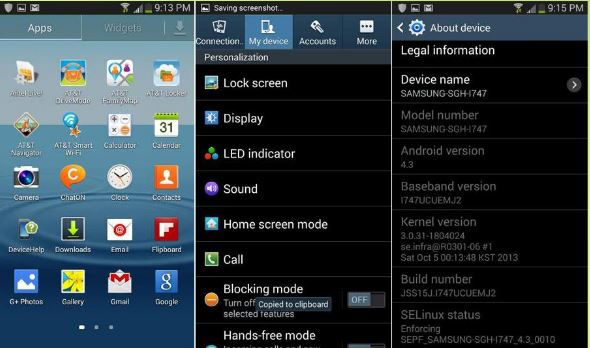 9:13 PM
Apps
Widgets
Airtel Live!
AT&T
DriveMode
AT&T
FamilyMap
AT&T Locker
AT&T
Navigator
AT&T Smart
Wi-Fi
Calculator
31
Calendar
Camera
ChatON
Clock
Contacts
DeviceHelp
Downloads
Email
Flipboard
G+ Photos
Gallery
Gmail
Google
Saving screenshot...
Connection..
My device
Accounts
More
Personalization
Lock screen
Display
LED indicator
Sound
Home screen mode
Call
Blocking mode
Turn off
selected features
Copied to clipboard
OFF
Hands-free mode
Incoming calls and new
9:15 PM
About device
Legal information
Device name
SAMSUNG-SGH-I747
Model number
SAMSUNG-SGH-I747
Android version
4.3
Baseband version
I747UCUEMJ2
Kernel version
3.0.31-1804024
se.infra@R0301-06 #1
Sat Oct 5 00:13:48 KST 2013
Build number
JSS15J.I747UCUEMJ2
SELinux status
Enforcing
SEPF_SAMSUNG-SGH-I747_4.3_0010